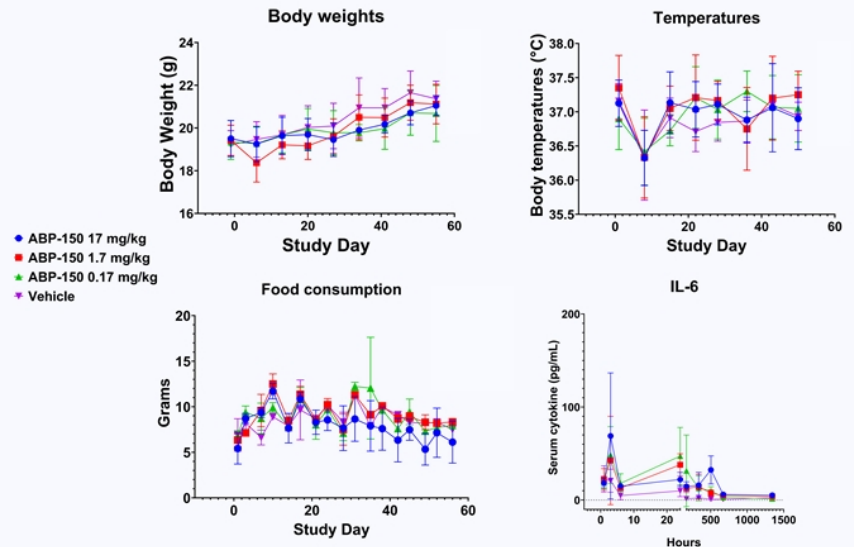 Body weights
Body Weight (g)
24
22
20
18
16
0
20
40
60
Study Day
Temperatures
Body temperatures (°C)
38.0
37.5
37.0
36.5
36.0
35.5
0
20
40
60
Study Day
ABP-150 17 mg/kg
ABP-150 1.7 mg/kg
ABP-150 0.17 mg/kg
Vehicle
Food consumption
Grams
20
15
10
5
0
0
20
40
60
Study Day
IL-6
Serum cytokine (pg/mL)
200
100
0
0
10
20
500
1000
1500
Hours